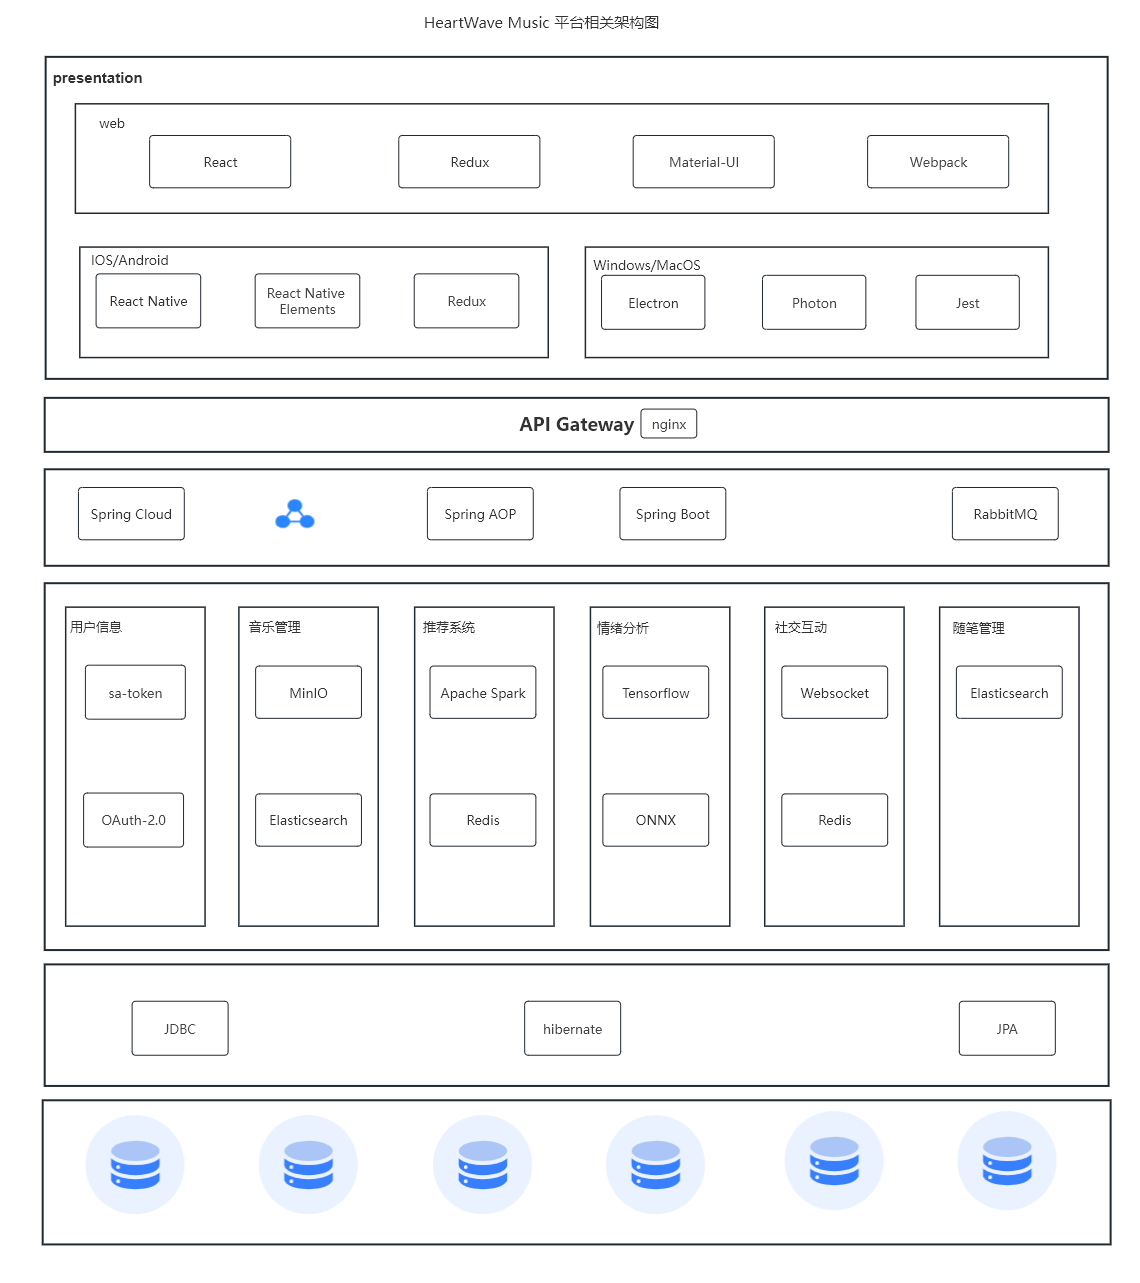 HeartWave Music 平台相关架构图
presentation
web
React
Redux
Material-UI
Webpack
IOS/Android
React Native
React Native
Elements
Redux
Windows/MacOS
Electron
Photon
Jest
API Gateway
nginx
Spring Cloud
Spring AOP
Spring Boot
RabbitMQ
用户信息
sa-token
OAuth-2.0
音乐管理
MinIO
Elasticsearch
推荐系统
Apache Spark
Redis
情绪分析
Tensorflow
ONNX
社交互动
Websocket
Redis
随笔管理
Elasticsearch
JDBC
hibernate
JPA